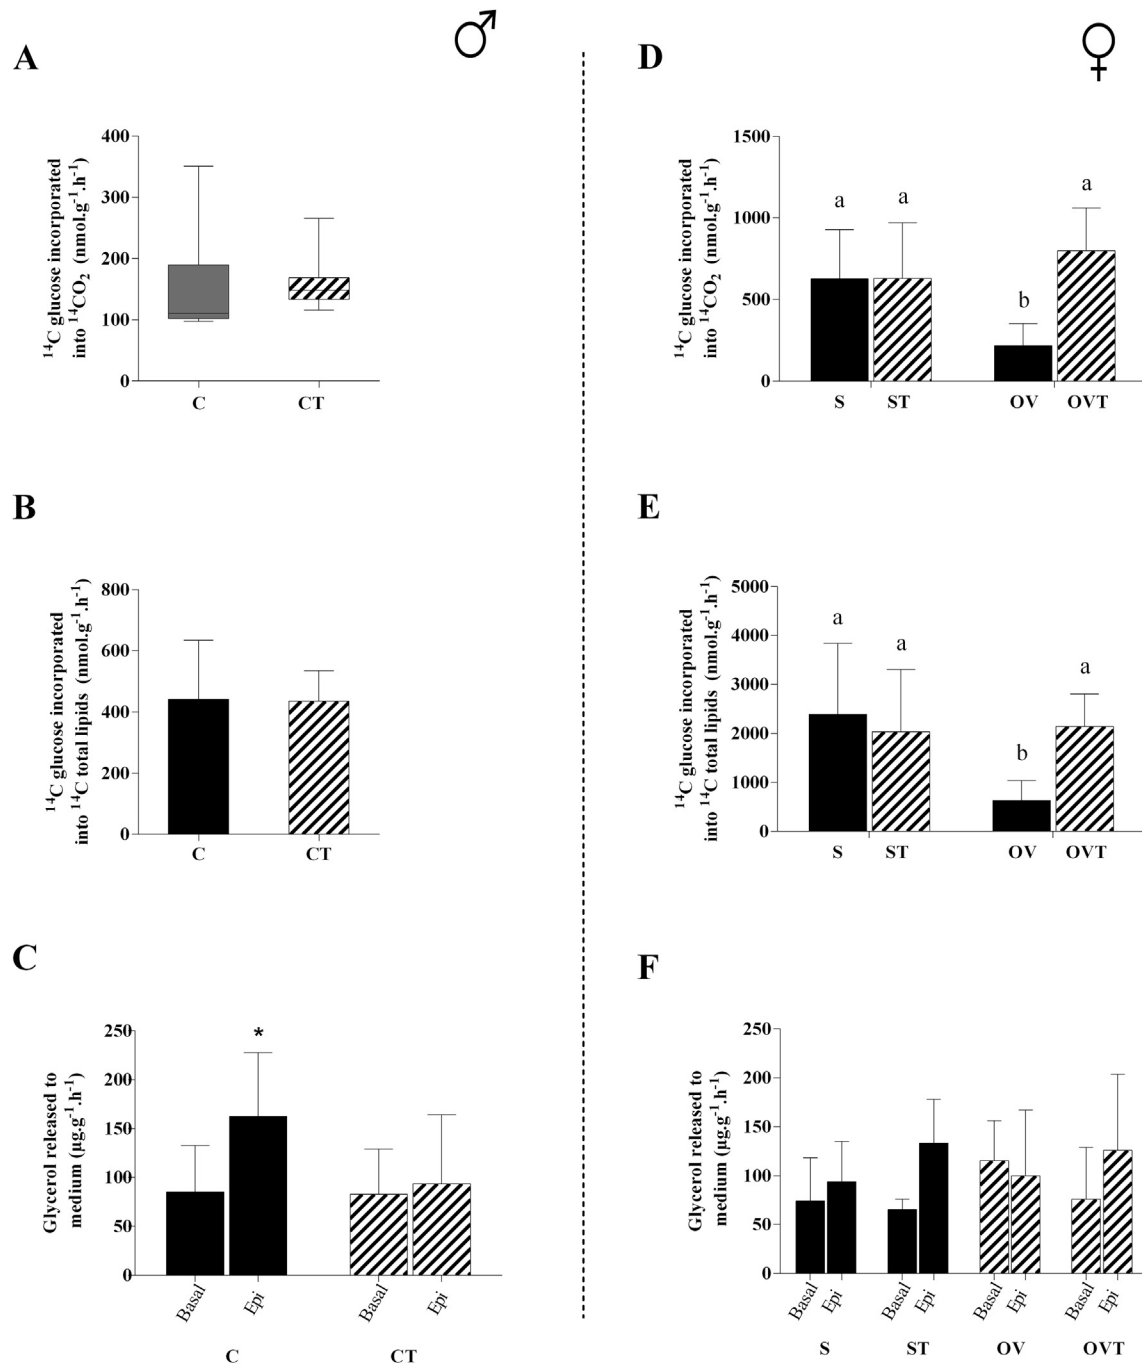 A
¹⁴C glucose incorporated
into ¹⁴CO₂ (nmol.g⁻¹.h⁻¹)
400
300
200
100
0
C CT
B
¹⁴C glucose incorporated
into ¹⁴C total lipids (nmol.g⁻¹.h⁻¹)
800
600
400
200
0
C CT
C
Glycerol released to
medium (µg.g⁻¹.h⁻¹)
250
200
150
100
50
0
*
Basal Epi Basal Epi
C CT
D
¹⁴C glucose incorporated
into ¹⁴CO₂ (nmol.g⁻¹.h⁻¹)
1500
1000
500
0
a a b a
S ST OV OVT
E
¹⁴C glucose incorporated
into ¹⁴C total lipids (nmol.g⁻¹.h⁻¹)
5000
4000
3000
2000
1000
0
a a b a
S ST OV OVT
F
Glycerol released to
medium (µg.g⁻¹.h⁻¹)
250
200
150
100
50
0
Basal Epi Basal Epi Basal Epi Basal Epi
S ST OV OVT